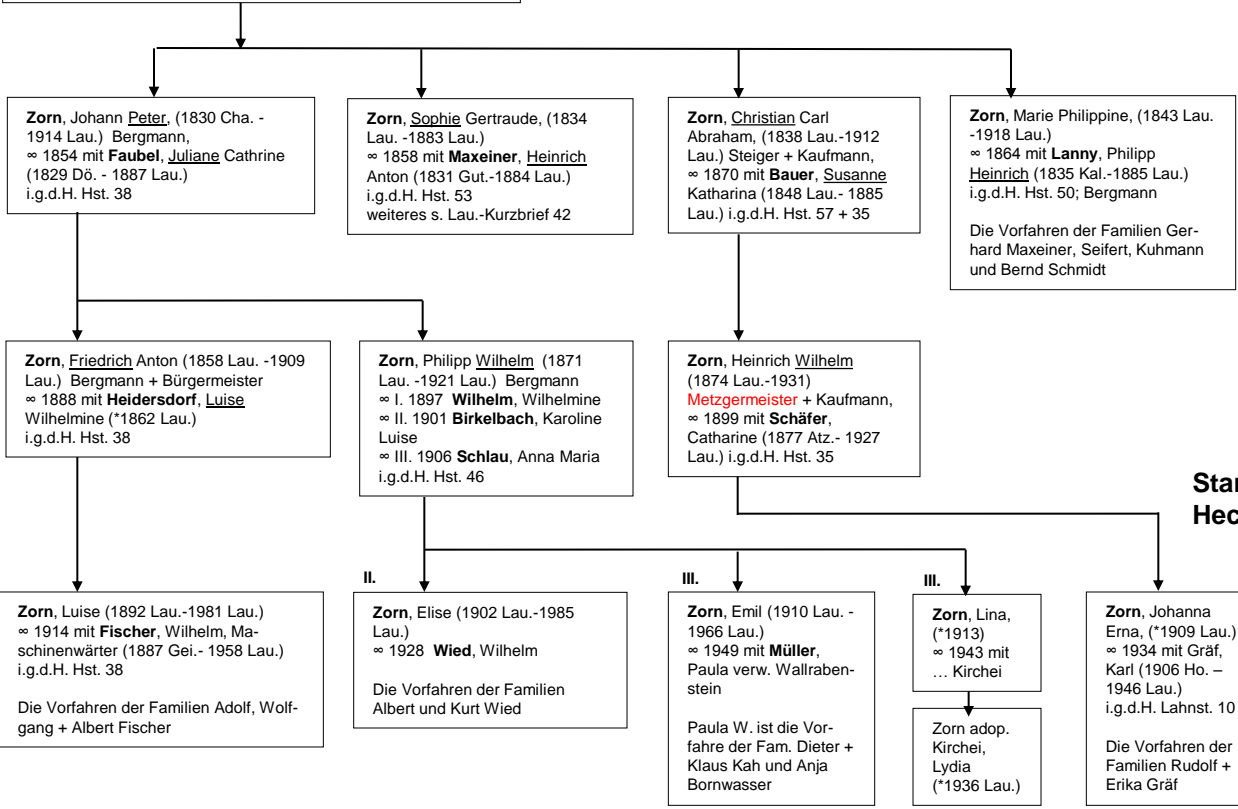 Zorn, Johann Peter, (1830 Cha. -
1914 Lau.) Bergmann,
∞ 1854 mit Faubel, Juliane Cathrine
(1829 Dö. - 1887 Lau.)
i.g.d.H. Hst. 38
Zorn, Sophie Gertraude, (1834
Lau. -1883 Lau.)
∞ 1858 mit Maxeiner, Heinrich
Anton (1831 Gut.-1884 Lau.)
i.g.d.H. Hst. 53
weiteres s. Lau.-Kurzbrief 42
Zorn, Christian Carl
Abraham, (1838 Lau.-1912
Lau.) Steiger + Kaufmann,
∞ 1870 mit Bauer, Susanne
Katharina (1848 Lau.- 1885
Lau.) i.g.d.H. Hst. 57 + 35
Zorn, Marie Philippine, (1843 Lau.
-1918 Lau.)
∞ 1864 mit Lanny, Philipp
Heinrich (1835 Kal.-1885 Lau.)
i.g.d.H. Hst. 50; Bergmann
Die Vorfahren der Familien Ger-
hard Maxeiner, Seifert, Kuhmann
und Bernd Schmidt
Zorn, Friedrich Anton (1858 Lau. -1909
Lau.) Bergmann + Bürgermeister
∞ 1888 mit Heidersdorf, Luise
Wilhelmine (*1862 Lau.)
i.g.d.H. Hst. 38
Zorn, Philipp Wilhelm (1871
Lau. -1921 Lau.) Bergmann
∞ I. 1897 Wilhelm, Wilhelmine
∞ II. 1901 Birkelbach, Karoline
Luise
∞ III. 1906 Schlau, Anna Maria
i.g.d.H. Hst. 46
Zorn, Heinrich Wilhelm
(1874 Lau.-1931)
Metzgermeister + Kaufmann,
∞ 1899 mit Schäfer,
Catharine (1877 Atz.- 1927
Lau.) i.g.d.H. Hst. 35
Zorn, Luise (1892 Lau.-1981 Lau.)
∞ 1914 mit Fischer, Wilhelm, Ma-
schinenwärter (1887 Gei.- 1958 Lau.)
i.g.d.H. Hst. 38
Die Vorfahren der Familien Adolf, Wolf-
gang + Albert Fischer
II.
Zorn, Elise (1902 Lau.-1985
Lau.)
∞ 1928 Wied, Wilhelm
Die Vorfahren der Familien
Albert und Kurt Wied
III.
Zorn, Emil (1910 Lau. -
1966 Lau.)
∞ 1949 mit Müller,
Paula verw. Wallraben-
stein
Paula W. ist die Vor-
fahre der Fam. Dieter +
Klaus Kah und Anja
Bornwasser
III.
Zorn, Lina,
(*1913)
∞ 1943 mit
… Kirchei
Zorn adop.
Kirchei,
Lydia
(*1936 Lau.)
Zorn, Johanna
Erna, (*1909 Lau.)
∞ 1934 mit Gräf,
Karl (1906 Ho. –
1946 Lau.)
i.g.d.H. Lahnst. 10
Die Vorfahren der
Familien Rudolf +
Erika Gräf